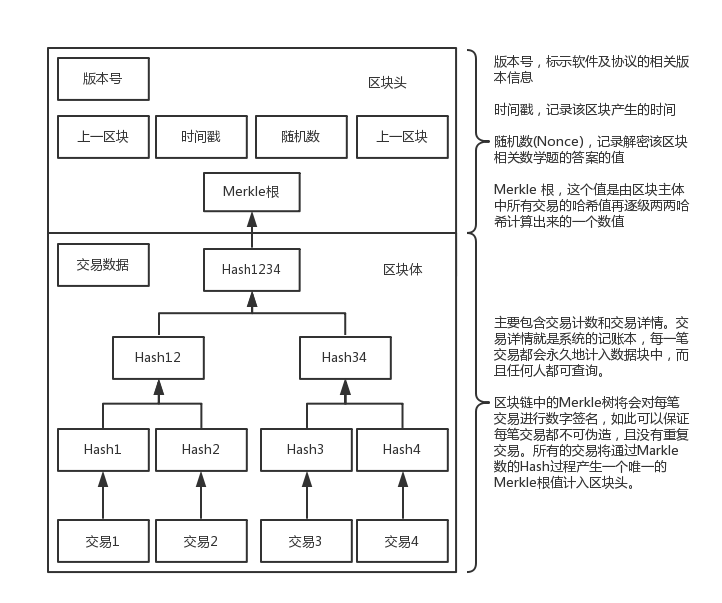 版本号
区块头
上一区块
时间戳
随机数
上一区块
Merkle根
交易数据
Hash1234
区块体
Hash12
Hash34
Hash1
Hash2
Hash3
Hash4
交易1
交易2
交易3
交易4
版本号，标示软件及协议的相关版
本信息
时间戳，记录该区块产生的时间
随机数(Nonce)，记录解密该区块
相关数学题的答案的值
Merkle 根，这个值是由区块主体
中所有交易的哈希值再逐级两两哈
希计算出来的一个数值
主要包含交易计数和交易详情。交
易详情就是系统的记账本，每一笔
交易都会永久地计入数据块中，而
且任何人都可查询。
区块链中的Merkle树将会对每笔
交易进行数字签名，如此可以保证
每笔交易都不可伪造，且没有重复
交易。所有的交易将通过Markle
数的Hash过程产生一个唯一的
Merkle根值计入区块头。